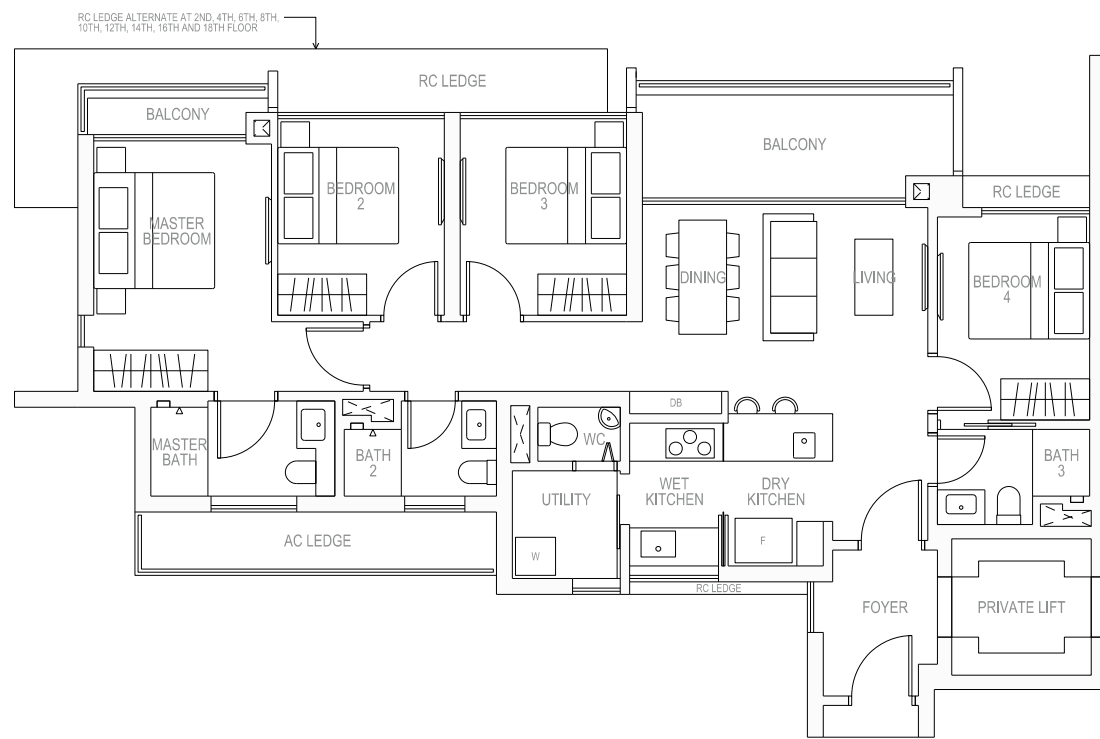 RC LEDGE ALTERNATE AT 2ND, 4TH, 6TH, 8TH,
10TH, 12TH, 14TH, 16TH AND 18TH FLOOR
RC LEDGE
BALCONY
BALCONY
MASTER
BEDROOM
BEDROOM
2
BEDROOM
3
DINING
LIVING
RC LEDGE
BEDROOM
4
DB
MASTER
BATH
BATH
2
WC
UTILITY
WET
KITCHEN
DRY
KITCHEN
BATH
3
AC LEDGE
W
F
RC LEDGE
FOYER
PRIVATE LIFT